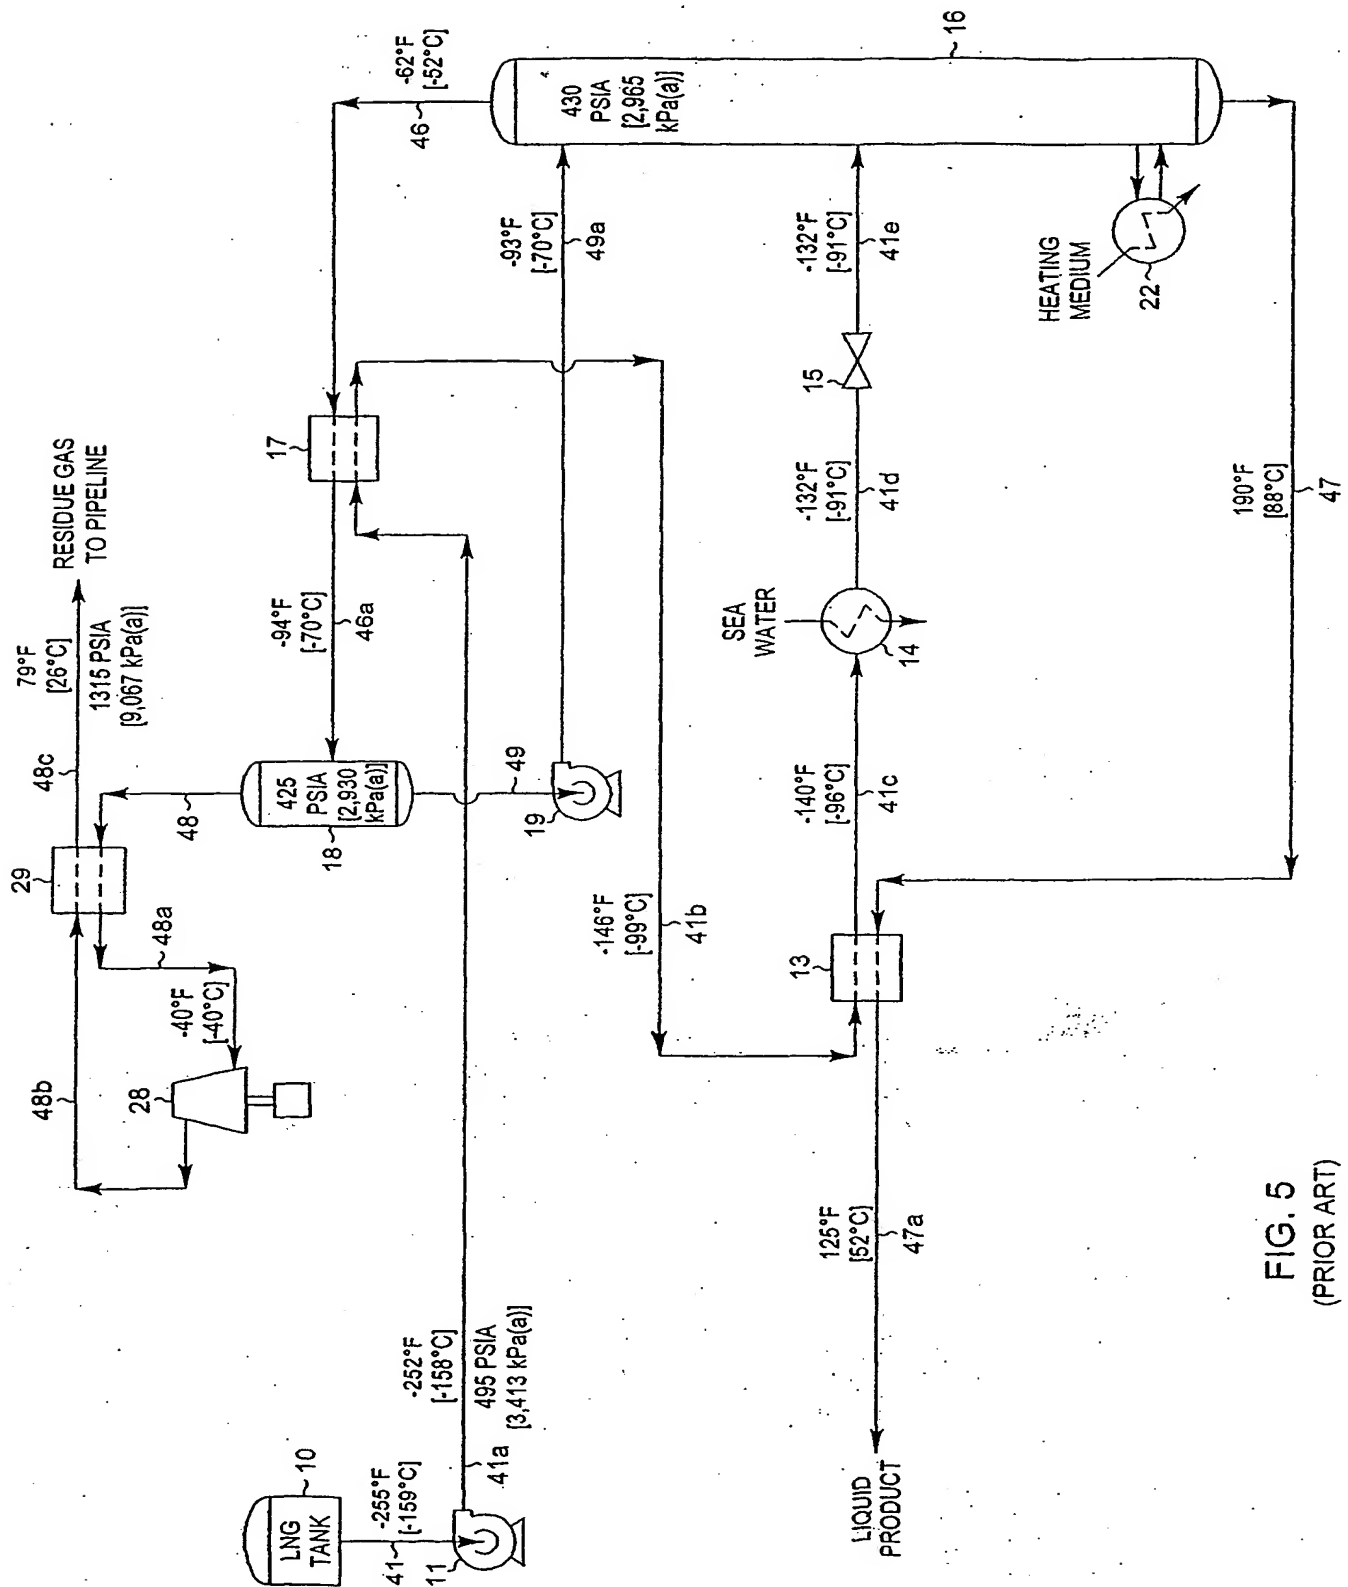 RESIDUE GAS
TO PIPELINE
79°F
[26°C]
1315 PSIA
[9,067 kPa(a)]
48c
29
48
48a
-40°F
[-40°C]
48b
28
-62°F
[-52°C]
46
17
-94°F
[-70°C]
46a
425
PSIA
[2,930
kPa(a)]
18
49
19
430
PSIA
[2,965
kPa(a)]
16
-93°F
[-70°C]
49a
LNG
TANK
10
-255°F
[-159°C]
41
11
-252°F
[-158°C]
495 PSIA
[3,413 kPa(a)]
41a
-146°F
[-99°C]
41b
13
-140°F
[-96°C]
41c
SEA
WATER
14
-132°F
[-91°C]
41d
15
-132°F
[-91°C]
41e
HEATING
MEDIUM
22
190°F
[88°C]
47
125°F
[52°C]
47a
LIQUID
PRODUCT
FIG. 5
(PRIOR ART)